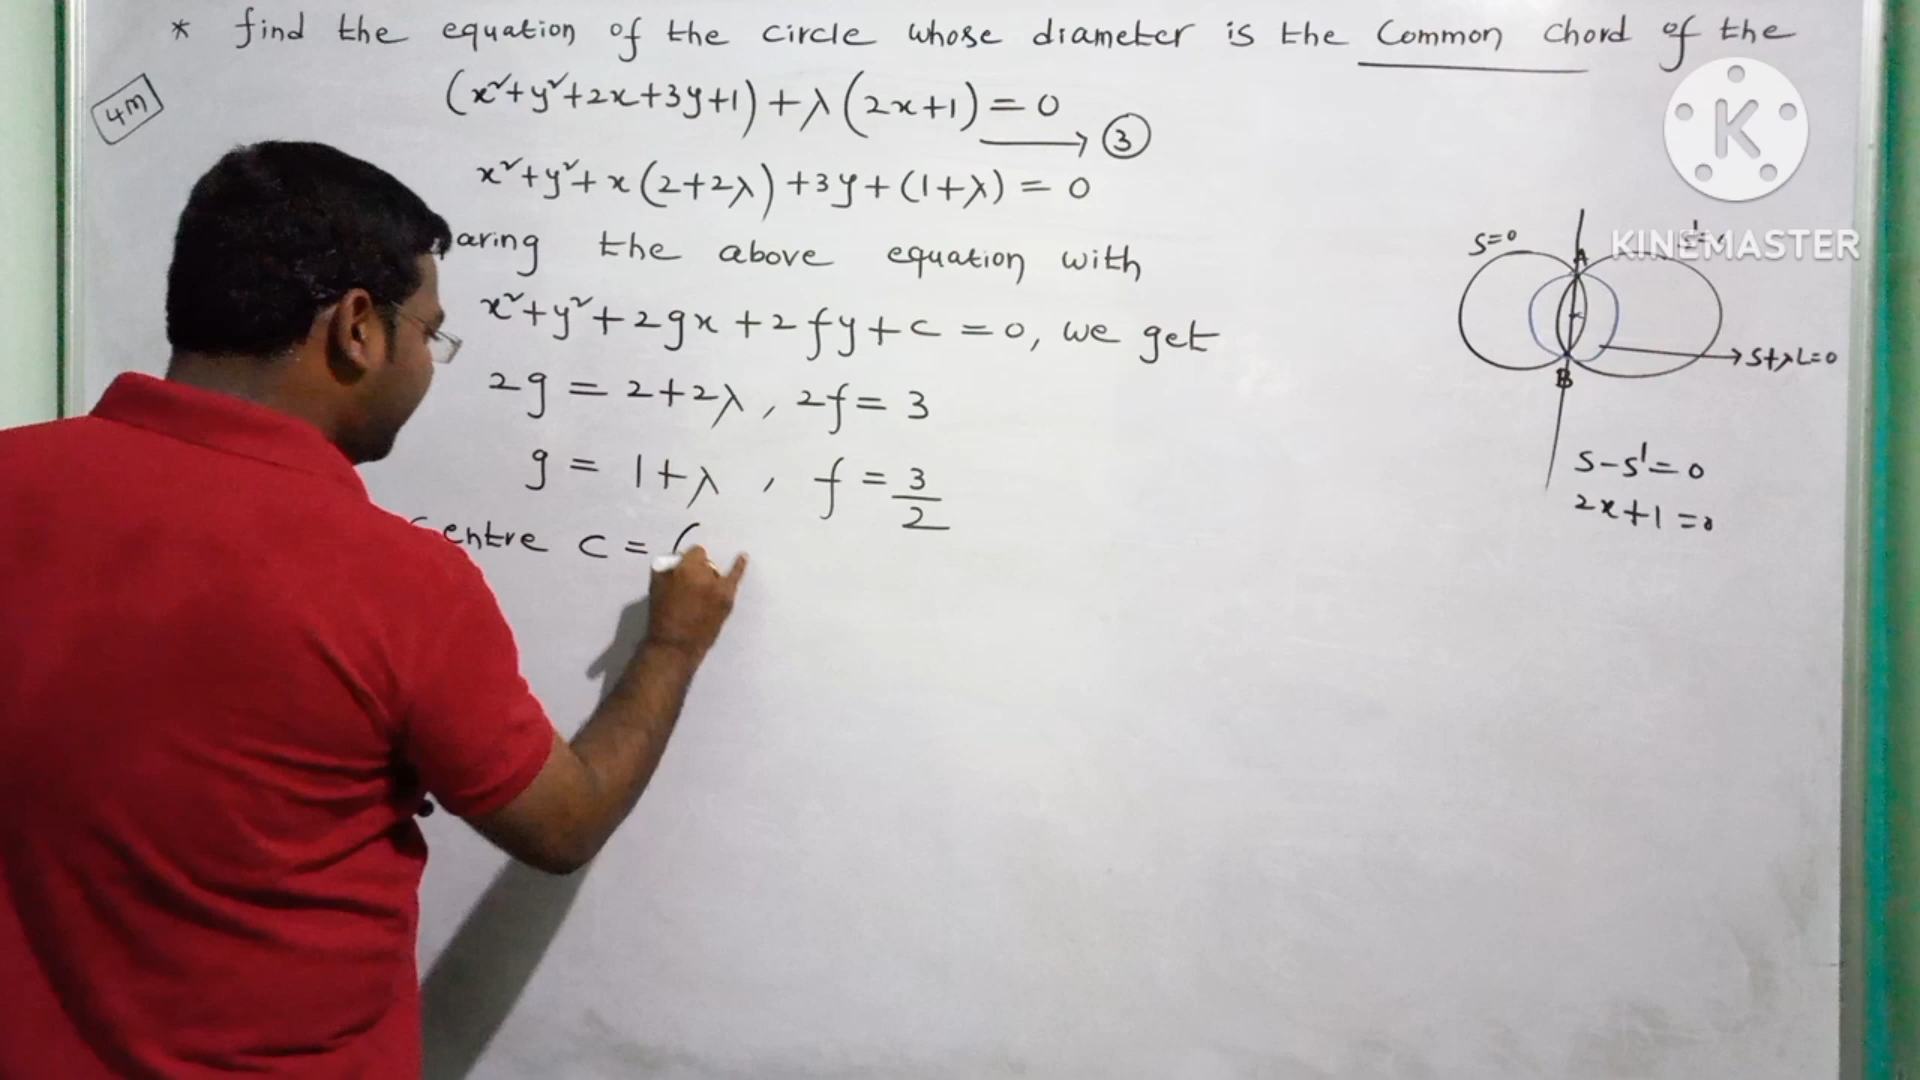 * find the equation of the circle whose diameter is the common chord of the
4M
(x²+y²+2x+3y+1)+λ(2x+1)=0
→ ③
x²+y²+x(2+2λ)+3y+(1+λ)=0
aring the above equation with
x²+y²+2gx+2fy+c=0, we get
2g=2+2λ, 2f=3
g=1+λ, f=3/2
centre c=(
K
KINEMASTER
S=0
A
B
→S+λL=0
S-S'=0
2x+1=0